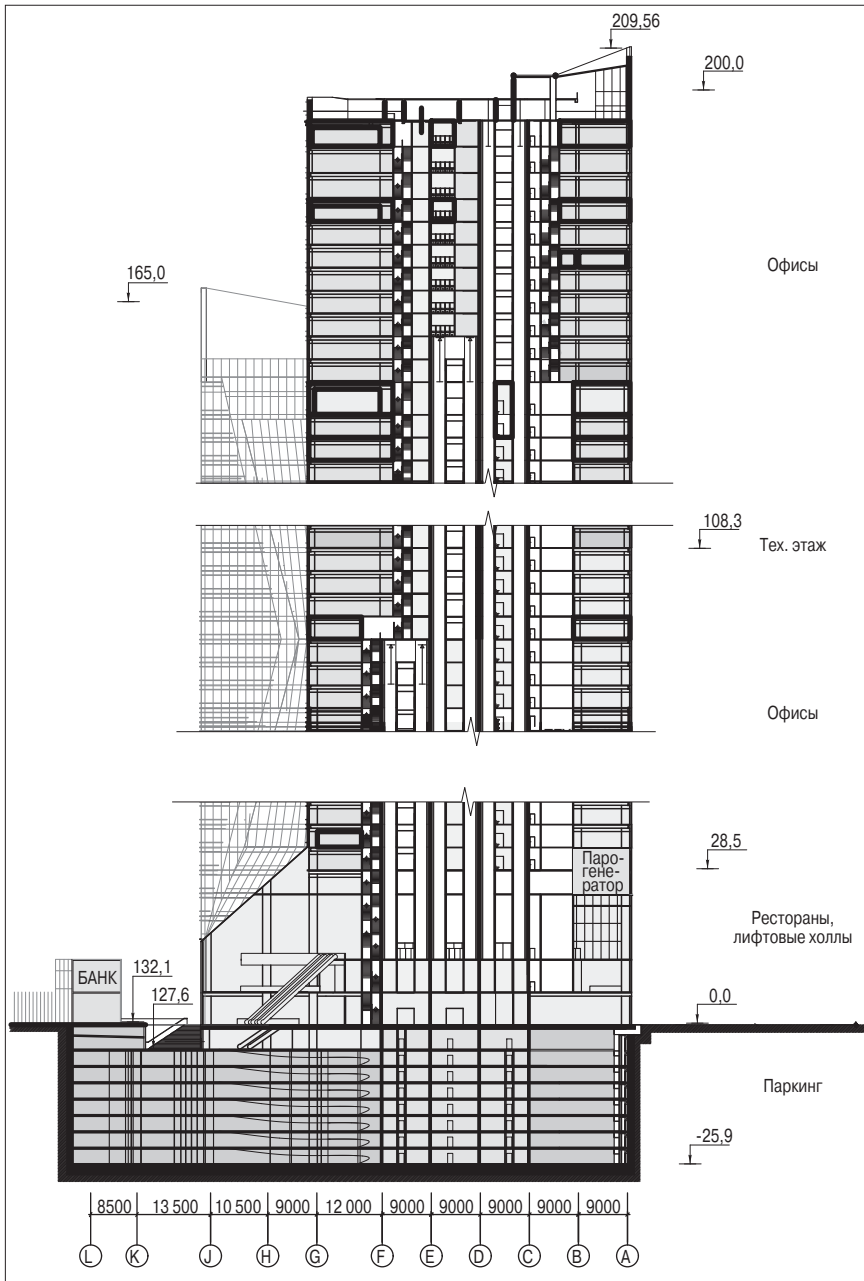 209,56
200,0
Офисы
165,0
108,3
Тех. этаж
Офисы
28,5
Паро-
гене-
ратор
Рестораны,
лифтовые холлы
БАНК
132,1
127,6
0,0
Паркинг
-25,9
8500 13 500 10 500 9000 12 000 9000 9000 9000 9000 9000
L K J H G F E D C B A